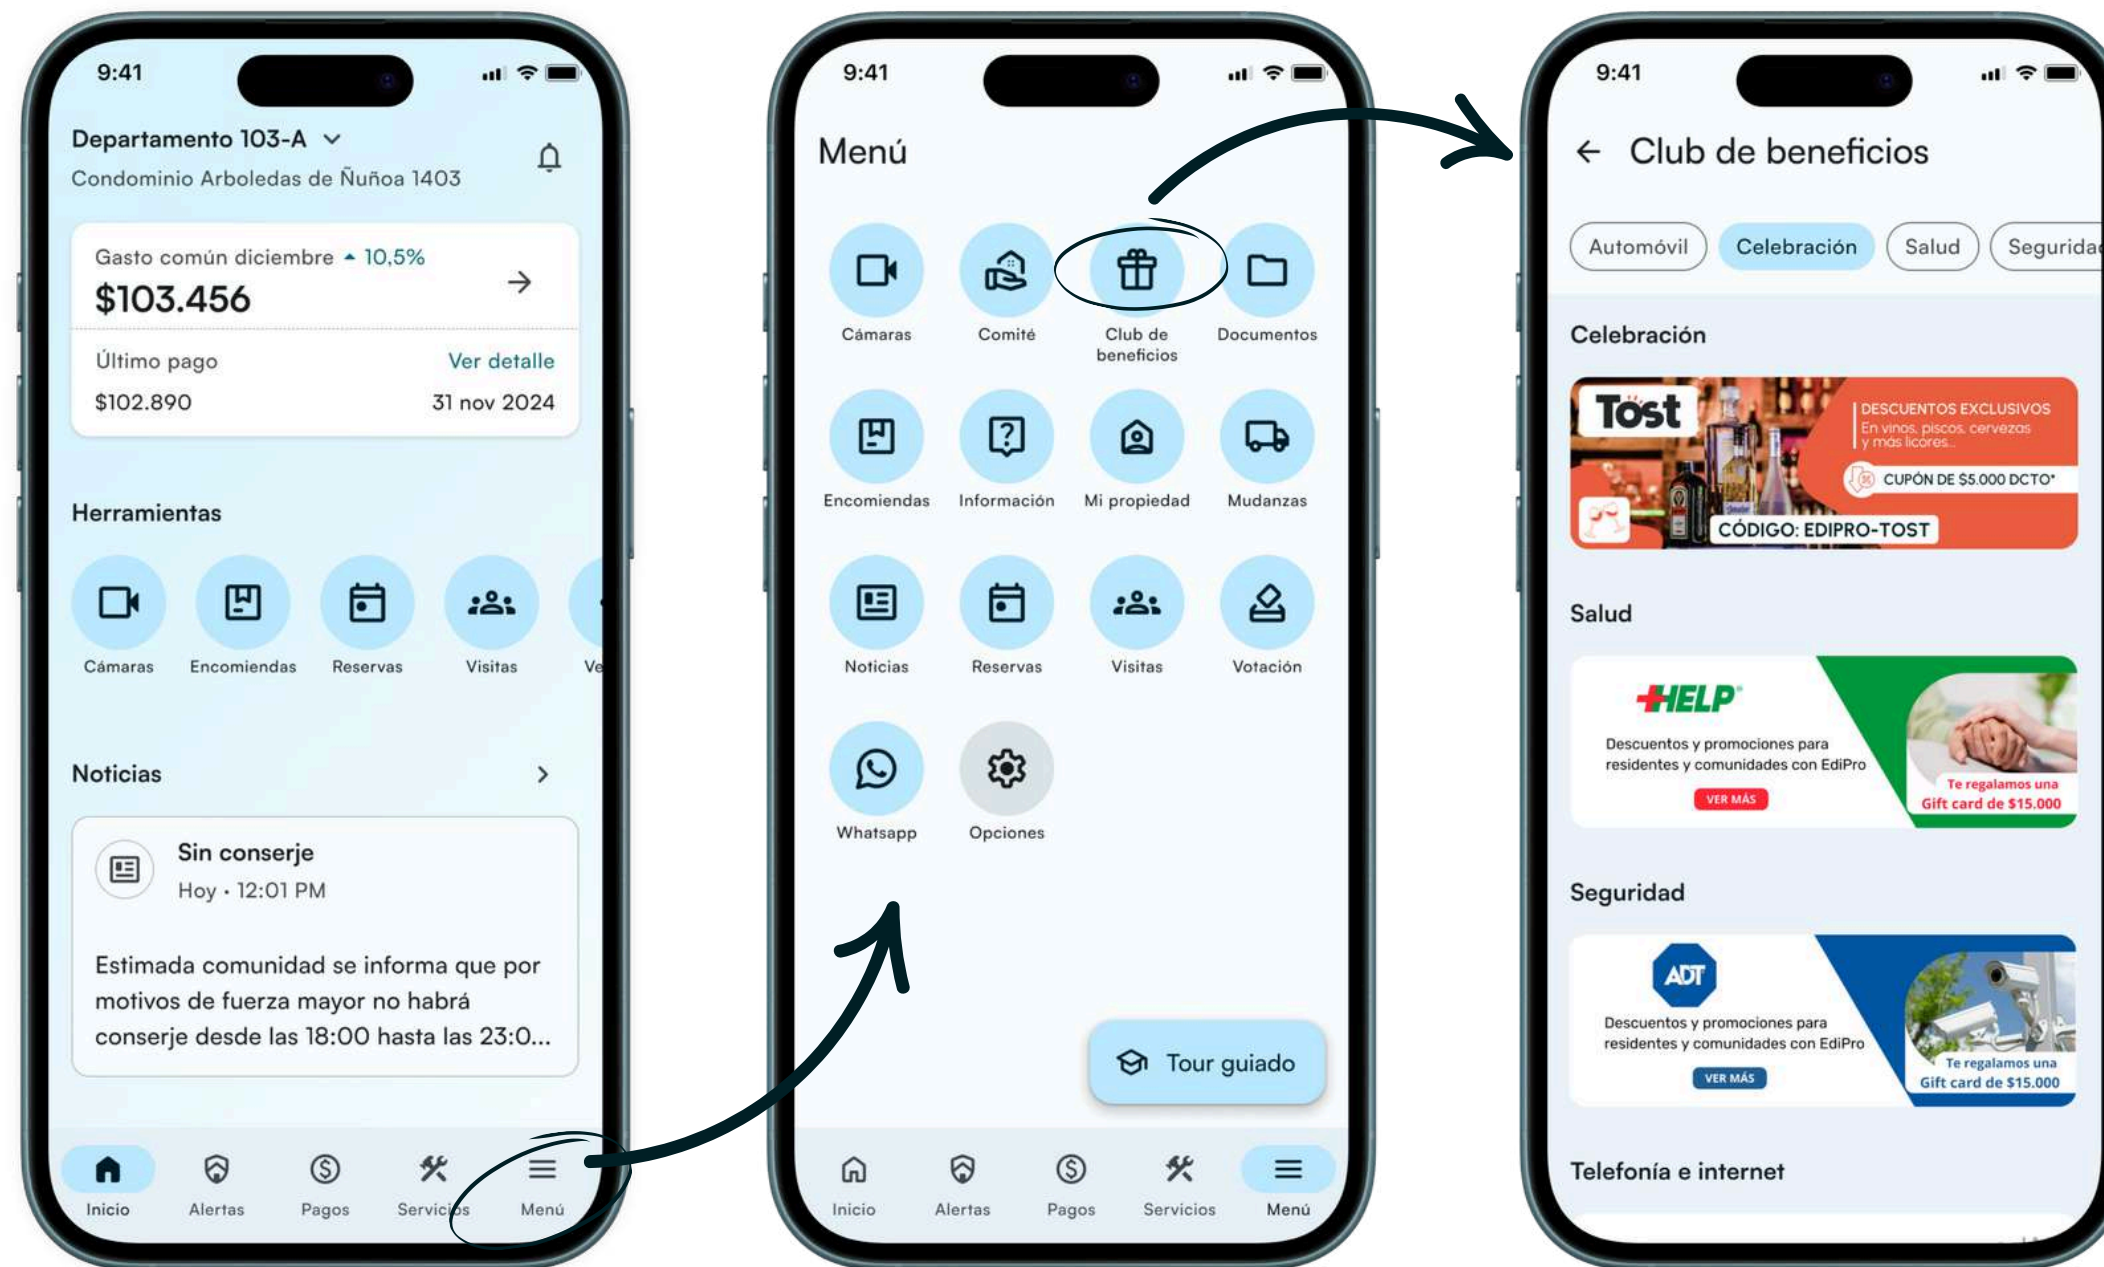 9:41
Departamento 103-A
Condominio Arboledas de Ñuñoa 1403
Gasto común diciembre 10,5%
$103.456
Último pago Ver detalle
$102.890 31 nov 2024
Herramientas
Cámaras Encomiendas Reservas Visitas Ve
Noticias
Sin conserje
Hoy • 12:01 PM
Estimada comunidad se informa que por
motivos de fuerza mayor no habrá
conserje desde las 18:00 hasta las 23:0...
Inicio Alertas Pagos Servicios Menú
9:41
Menú
Cámaras Comité Club de Documentos
beneficios
Encomiendas Información Mi propiedad Mudanzas
Noticias Reservas Visitas Votación
Whatsapp Opciones
Tour guiado
Inicio Alertas Pagos Servicios Menú
9:41
Club de beneficios
Automóvil Celebración Salud Seguridad
Celebración
Töst
DESCUENTOS EXCLUSIVOS
En vinos, piscos, cervezas
y más licores...
CUPÓN DE $5.000 DCTO*
CÓDIGO: EDIPRO-TOST
Salud
HELP®
Descuentos y promociones para
residentes y comunidades con EdiPro
VER MÁS
Te regalamos una
Gift card de $15.000
Seguridad
ADT
Descuentos y promociones para
residentes y comunidades con EdiPro
VER MÁS
Te regalamos una
Gift card de $15.000
Telefonía e internet